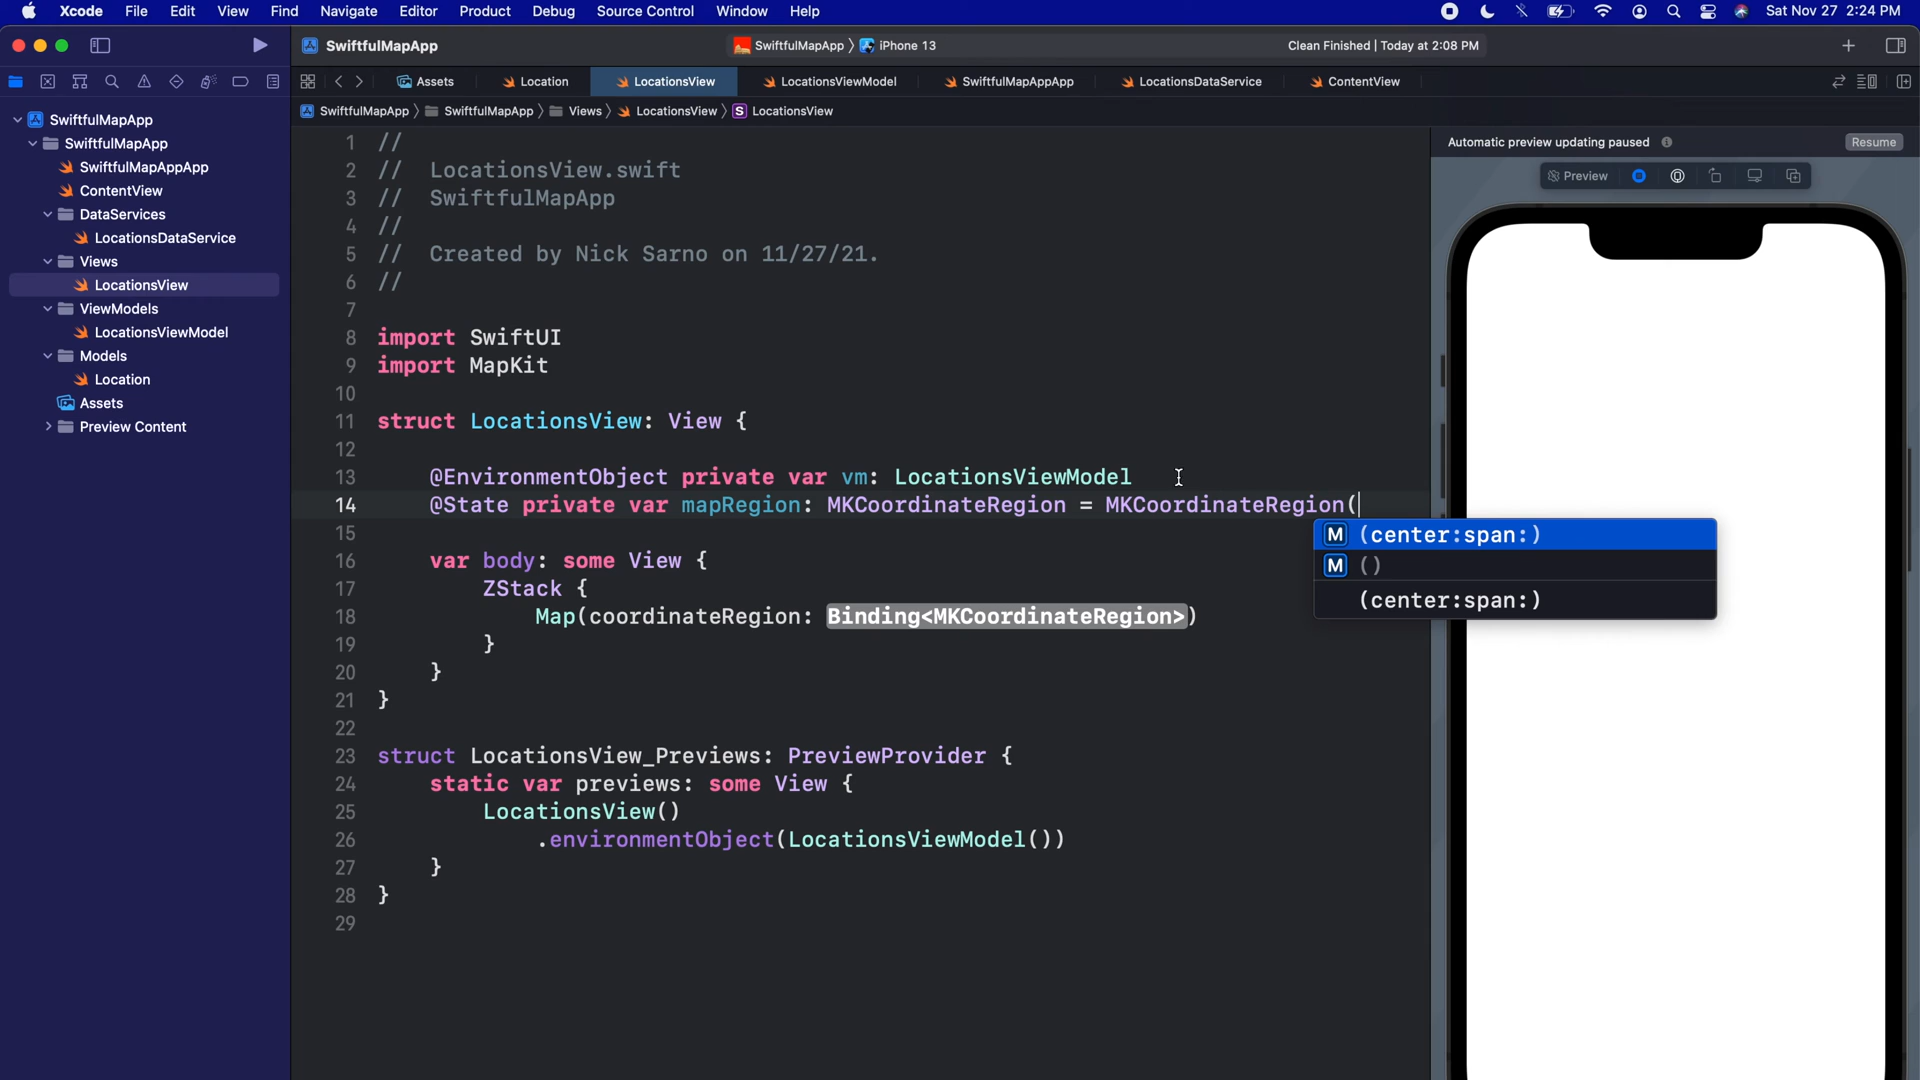 Xcode File Edit View Find Navigate Editor Product Debug Source Control Window Help Sat Nov 27 2:24 PM
SwiftfulMapApp SwiftfulMapApp iPhone 13 Clean Finished | Today at 2:08 PM
Assets Location LocationsView LocationsViewModel SwiftfulMapAppApp LocationsDataService ContentView
SwiftfulMapApp SwiftfulMapApp Views LocationsView S LocationsView
SwiftfulMapApp
SwiftfulMapApp
SwiftfulMapAppApp
ContentView
DataServices
LocationsDataService
Views
LocationsView
ViewModels
LocationsViewModel
Models
Location
Assets
Preview Content
1 //
2 // LocationsView.swift
3 // SwiftfulMapApp
4 //
5 // Created by Nick Sarno on 11/27/21.
6 //
7
8 import SwiftUI
9 import MapKit
10
11 struct LocationsView: View {
12
13 @EnvironmentObject private var vm: LocationsViewModel
14 @State private var mapRegion: MKCoordinateRegion = MKCoordinateRegion(
15
16 var body: some View {
17 ZStack {
18 Map(coordinateRegion: Binding<MKCoordinateRegion>)
19 }
20 }
21 }
22
23 struct LocationsView_Previews: PreviewProvider {
24 static var previews: some View {
25 LocationsView()
26 .environmentObject(LocationsViewModel())
27 }
28 }
29
M (center:span:)
M ()
(center:span:)
Automatic preview updating paused Resume
Preview